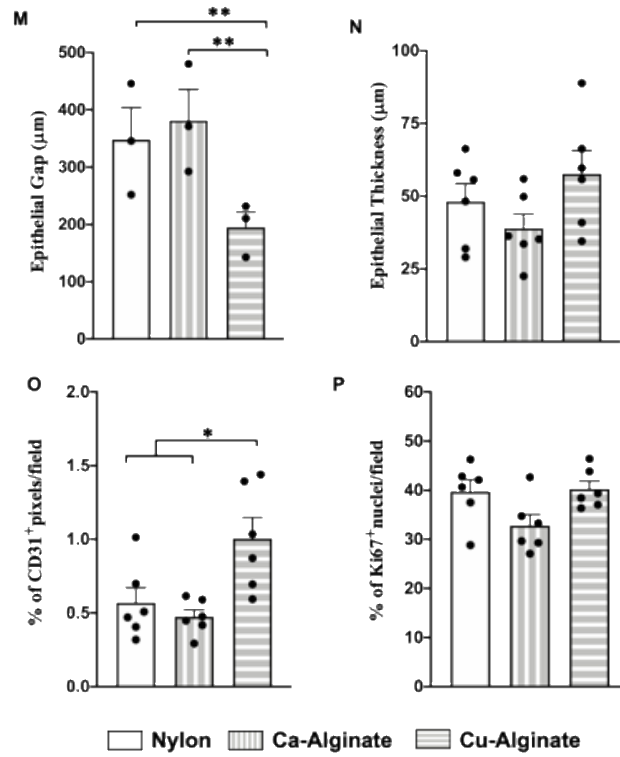 M
**
**
Epithelial Gap (µm)
500
400
300
200
100
0
N
Epithelial Thickness (µm)
100
75
50
25
0
O
*
% of CD31+pixels/field
2.0
1.5
1.0
0.5
0.0
P
% of Ki67+nuclei/field
60
50
40
30
20
10
0
Nylon Ca-Alginate Cu-Alginate